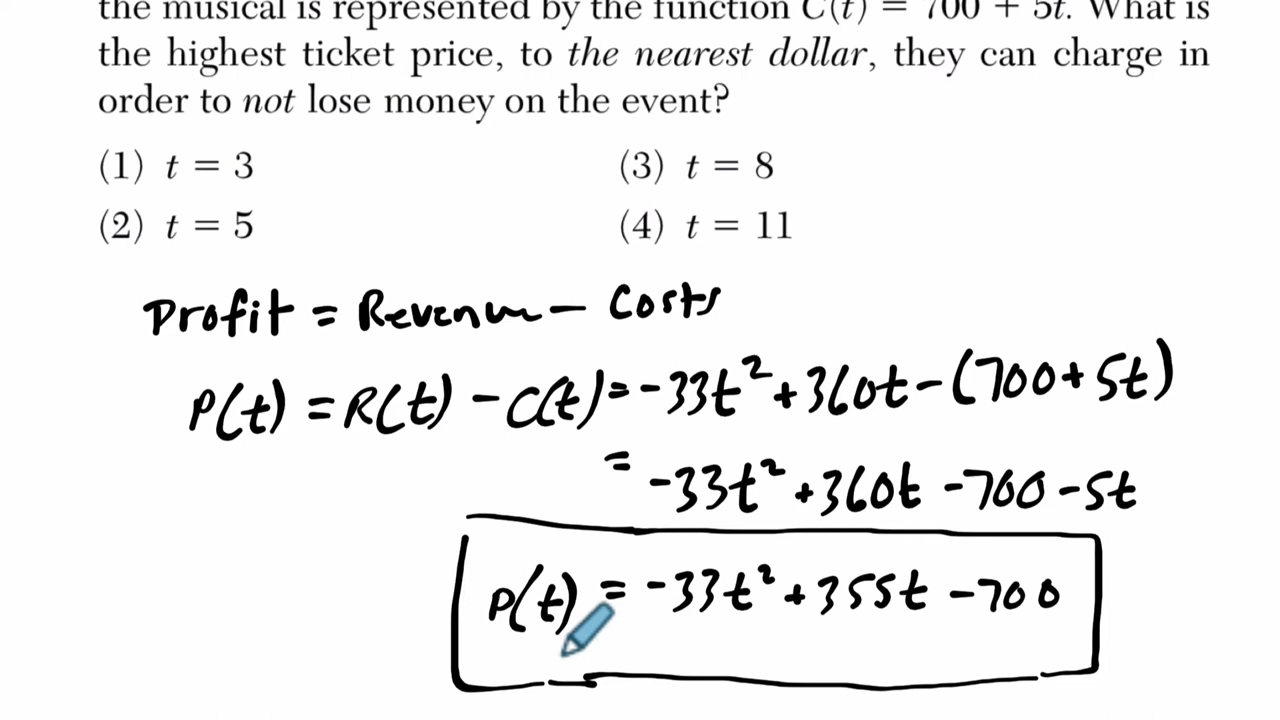 the musical is represented by the function C(t) = 700 + 5t. What is
the highest ticket price, to the nearest dollar, they can charge in
order to not lose money on the event?
(1) t = 3
(3) t = 8
(2) t = 5
(4) t = 11
Profit = Revenue - Costs
P(t) = R(t) - C(t) = -33t² + 360t - (700 + 5t)
= -33t² + 360t - 700 - 5t
P(t) = -33t² + 355t - 700